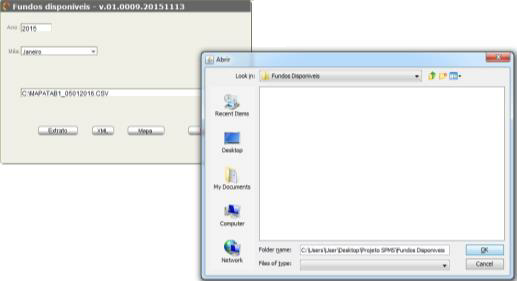 Fundos disponíveis - v.01.0009.20151113
Ano 2015
Mês Janeiro
C:\MAPATAB1_05012016.CSV
Extrato XML Mapa
Abrir
Look in: Fundos Disponiveis
Recent Items
Desktop
My Documents
Computer
Network
Folder name: C:\Users\User\Desktop\Projeto SPMS\Fundos Disponiveis OK
Files of type: Cancel